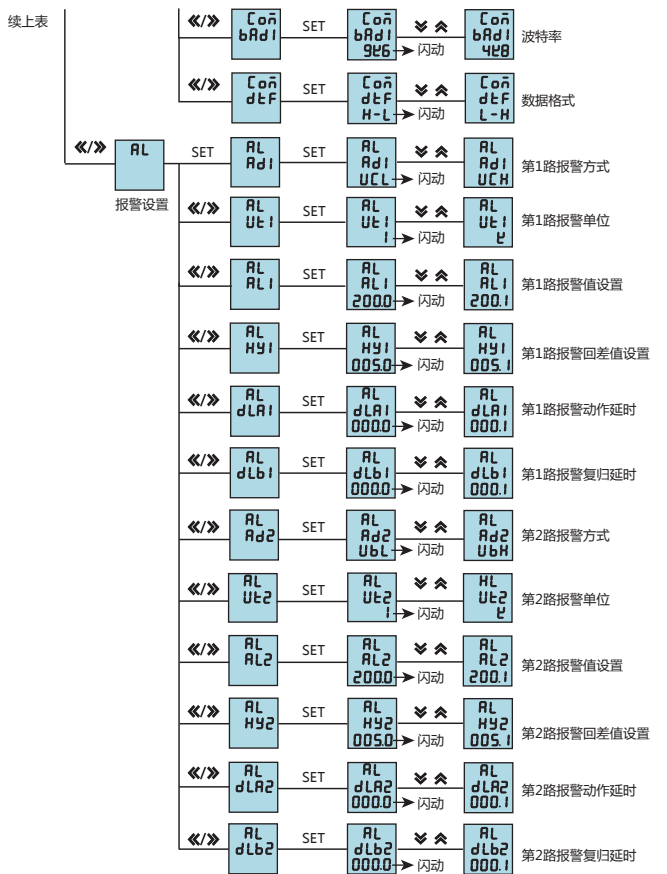 续上表
«/» Con bAd1 SET Con bAd1 9k6 闪动 Con bAd1 4k8 波特率
«/» Con dtF SET Con dtF H-L 闪动 Con dtF L-H 数据格式
«/» AL SET AL Ad1 SET AL Ad1 UCL 闪动 AL Ad1 UCH 第1路报警方式
报警设置
«/» AL Ut1 SET AL Ut1 1 闪动 AL Ut1 k 第1路报警单位
«/» AL AL1 SET AL AL1 200.0 闪动 AL AL1 200.1 第1路报警值设置
«/» AL HY1 SET AL HY1 005.0 闪动 AL HY1 005.1 第1路报警回差值设置
«/» AL dLA1 SET AL dLA1 000.0 闪动 AL dLA1 000.1 第1路报警动作延时
«/» AL dLb1 SET AL dLb1 000.0 闪动 AL dLb1 000.1 第1路报警复归延时
«/» AL Ad2 SET AL Ad2 UbL 闪动 AL Ad2 UbH 第2路报警方式
«/» AL Ut2 SET AL Ut2 1 闪动 HL Ut2 k 第2路报警单位
«/» AL AL2 SET AL AL2 200.0 闪动 AL AL2 200.1 第2路报警值设置
«/» AL HY2 SET AL HY2 005.0 闪动 AL HY2 005.1 第2路报警回差值设置
«/» AL dLA2 SET AL dLA2 000.0 闪动 AL dLA2 000.1 第2路报警动作延时
«/» AL dLb2 SET AL dLb2 000.0 闪动 AL dLb2 000.1 第2路报警复归延时